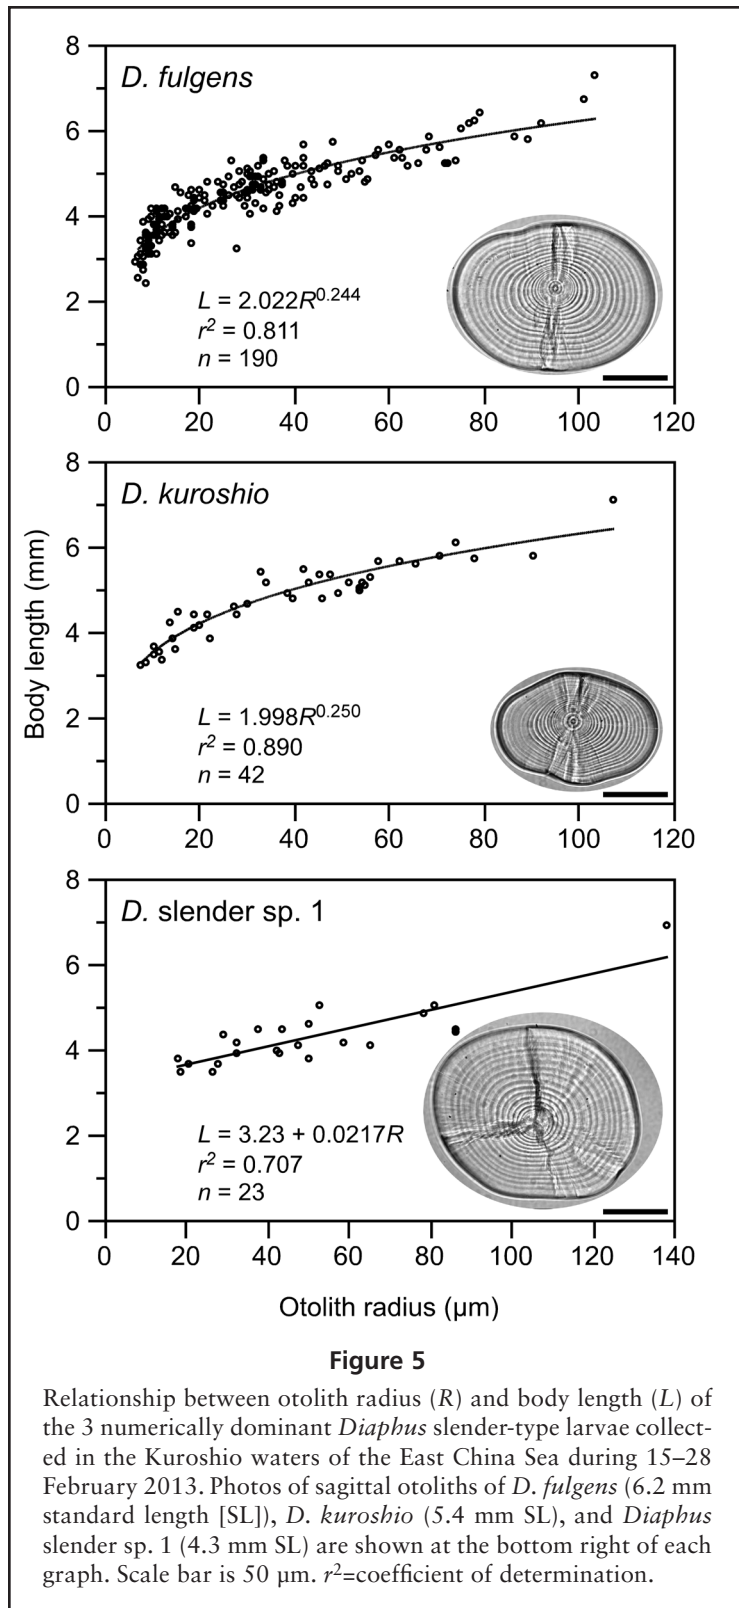 8
D. fulgens
6
4
2
L = 2.022R^0.244
r^2 = 0.811
n = 190
0
0 20 40 60 80 100 120
8
D. kuroshio
6
4
2
L = 1.998R^0.250
r^2 = 0.890
n = 42
0
0 20 40 60 80 100 120
Body length (mm)
8
D. slender sp. 1
6
4
2
L = 3.23 + 0.0217R
r^2 = 0.707
n = 23
0
0 20 40 60 80 100 120 140
Otolith radius (µm)
Figure 5
Relationship between otolith radius (R) and body length (L) of
the 3 numerically dominant Diaphus slender-type larvae collect-
ed in the Kuroshio waters of the East China Sea during 15–28
February 2013. Photos of sagittal otoliths of D. fulgens (6.2 mm
standard length [SL]), D. kuroshio (5.4 mm SL), and Diaphus
slender sp. 1 (4.3 mm SL) are shown at the bottom right of each
graph. Scale bar is 50 µm. r^2=coefficient of determination.